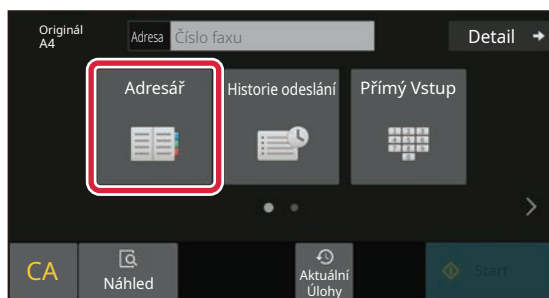 Originál
A4
Adresa
Číslo faxu
Detail
Adresář
Historie odeslání
Přímý Vstup
CA
Náhled
Aktuální
Úlohy
Start